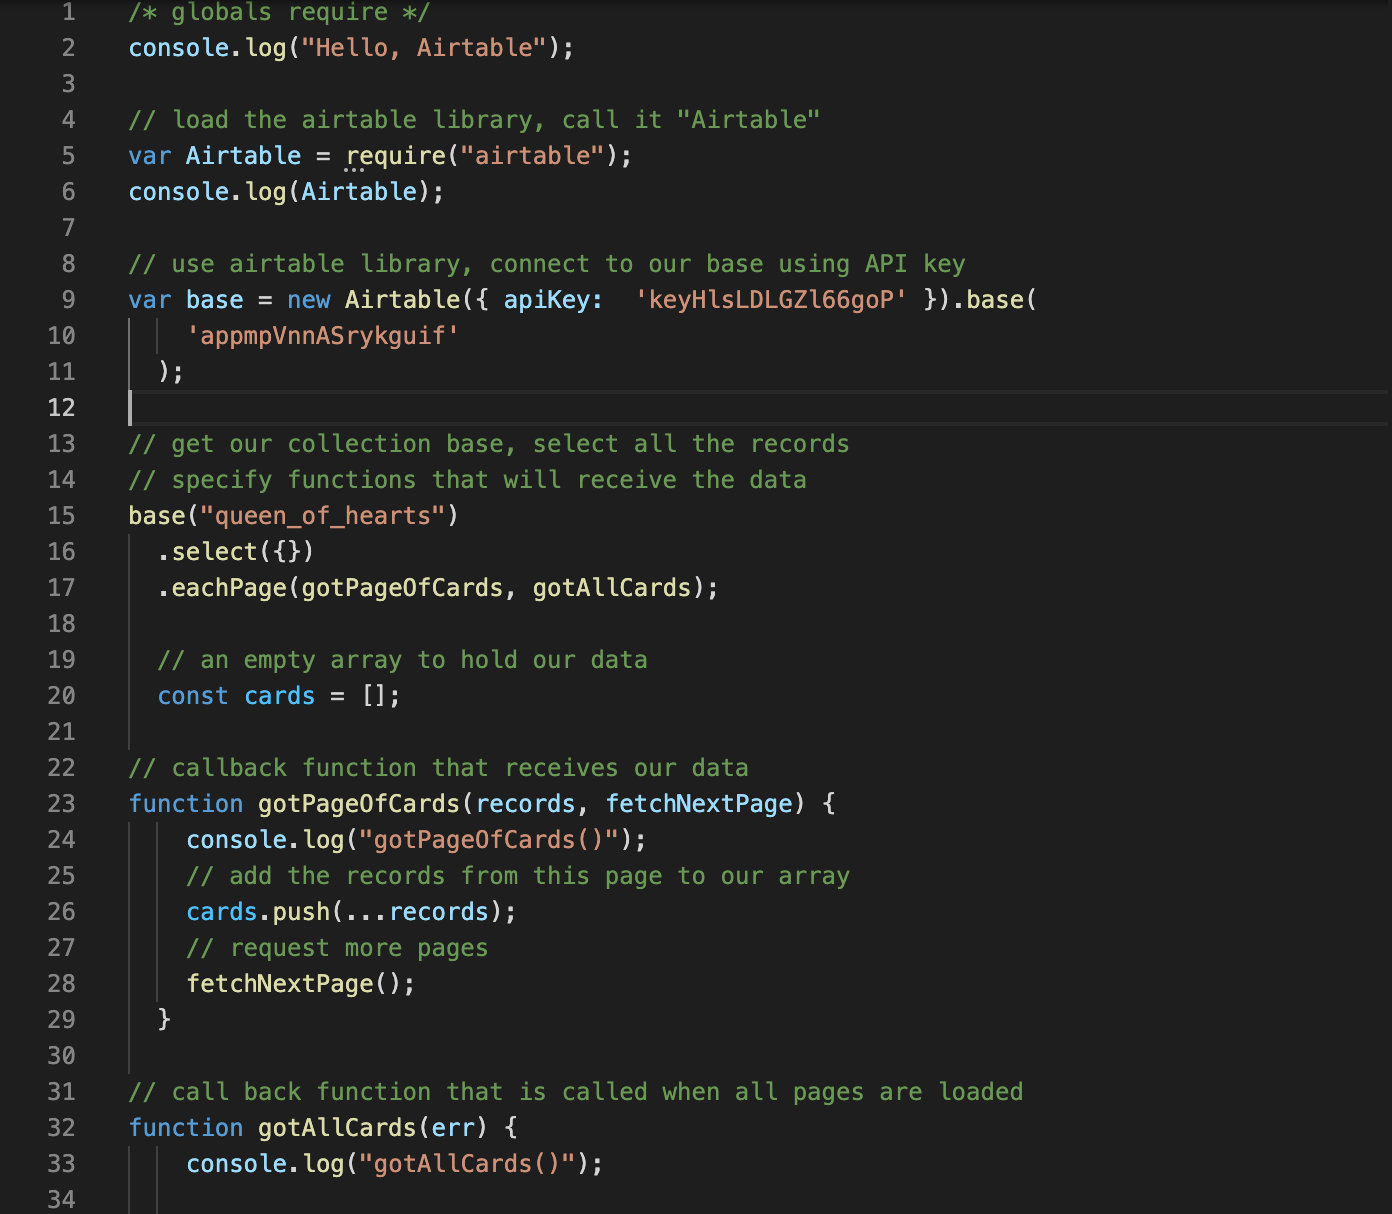 1 /* globals require */
2 console.log("Hello, Airtable");
3
4 // load the airtable library, call it "Airtable"
5 var Airtable = require("airtable");
6 console.log(Airtable);
7
8 // use airtable library, connect to our base using API key
9 var base = new Airtable({ apiKey:  'keyHlsLDLGZl66goP' }).base(
10     'appmpVnnASrykguif'
11   );
12
13 // get our collection base, select all the records
14 // specify functions that will receive the data
15 base("queen_of_hearts")
16   .select({})
17   .eachPage(gotPageOfCards, gotAllCards);
18
19   // an empty array to hold our data
20   const cards = [];
21
22 // callback function that receives our data
23 function gotPageOfCards(records, fetchNextPage) {
24     console.log("gotPageOfCards()");
25     // add the records from this page to our array
26     cards.push(...records);
27     // request more pages
28     fetchNextPage();
29   }
30
31 // call back function that is called when all pages are loaded
32 function gotAllCards(err) {
33     console.log("gotAllCards()");
34